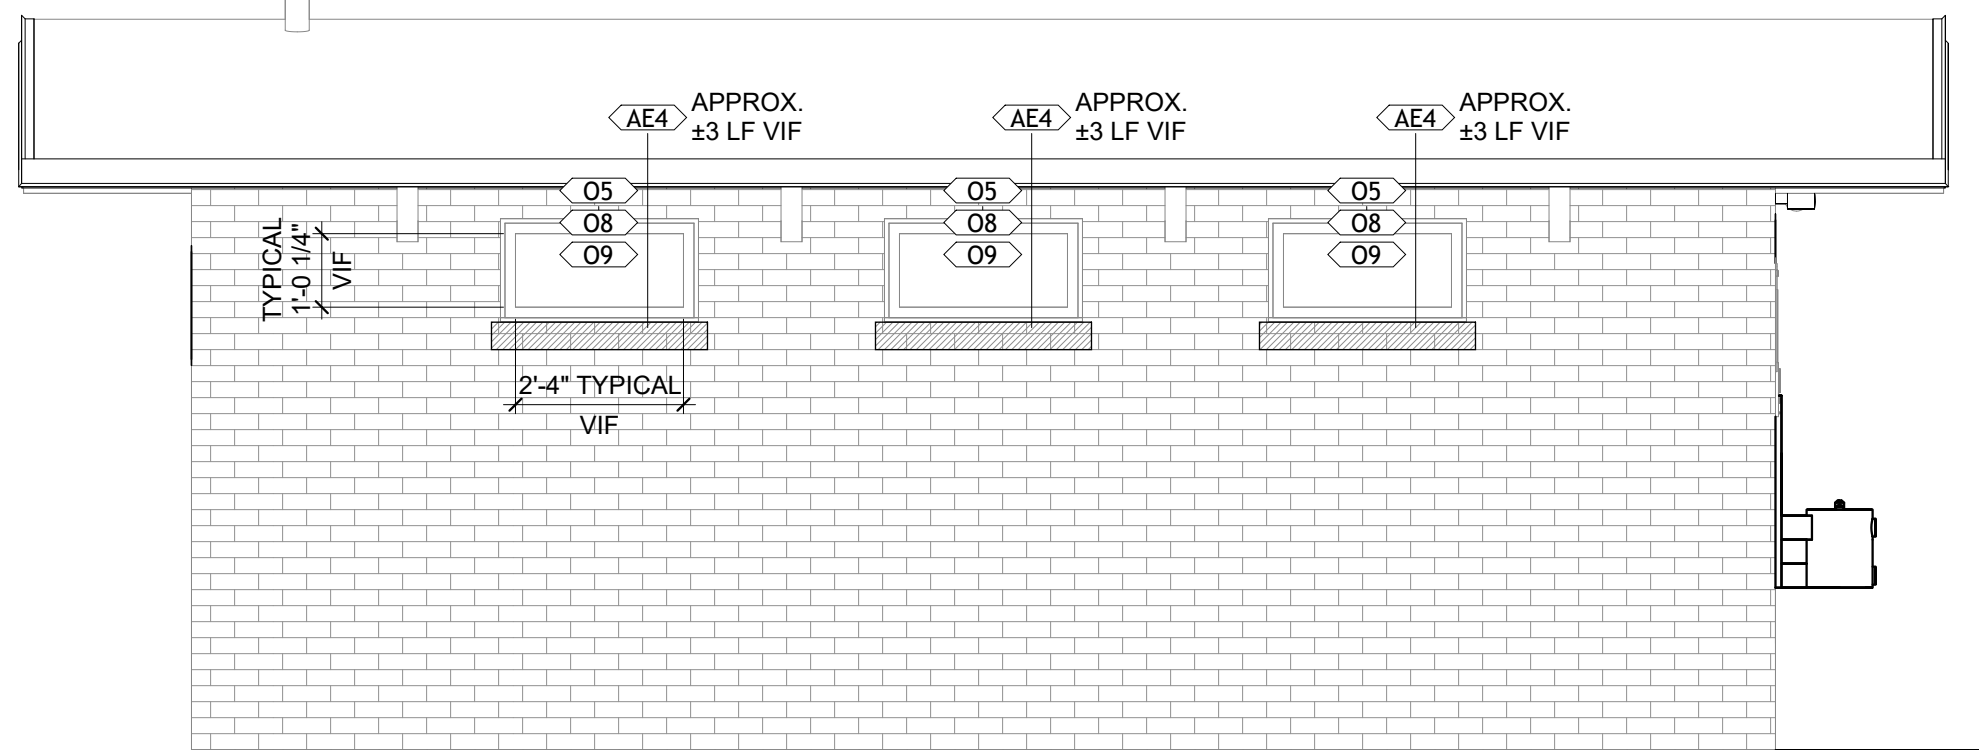 AE4
APPROX.
±3 LF VIF
AE4
APPROX.
±3 LF VIF
AE4
APPROX.
±3 LF VIF
O5
O8
O9
O5
O8
O9
O5
O8
O9
TYPICAL
1'-0 1/4"
VIF
2'-4" TYPICAL
VIF